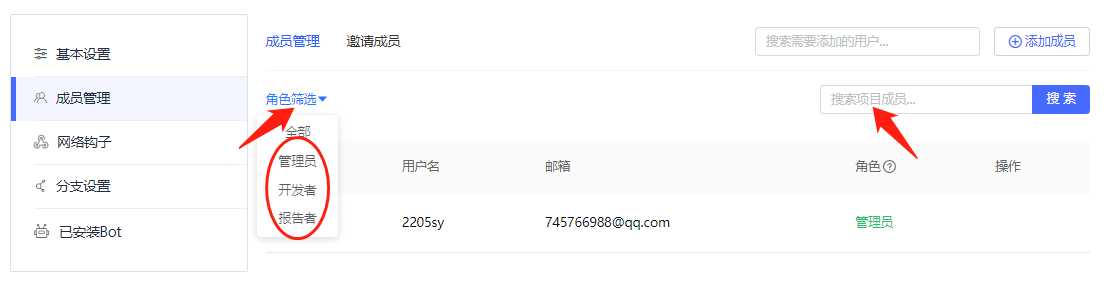 基本设置
成员管理
网络钩子
分支设置
已安装Bot
成员管理 邀请成员
搜索需要添加的用户...
添加成员
角色筛选
搜索项目成员...
搜 索
全部
管理员
开发者
报告者
用户名 邮箱 角色 操作
2205sy 745766988@qq.com 管理员